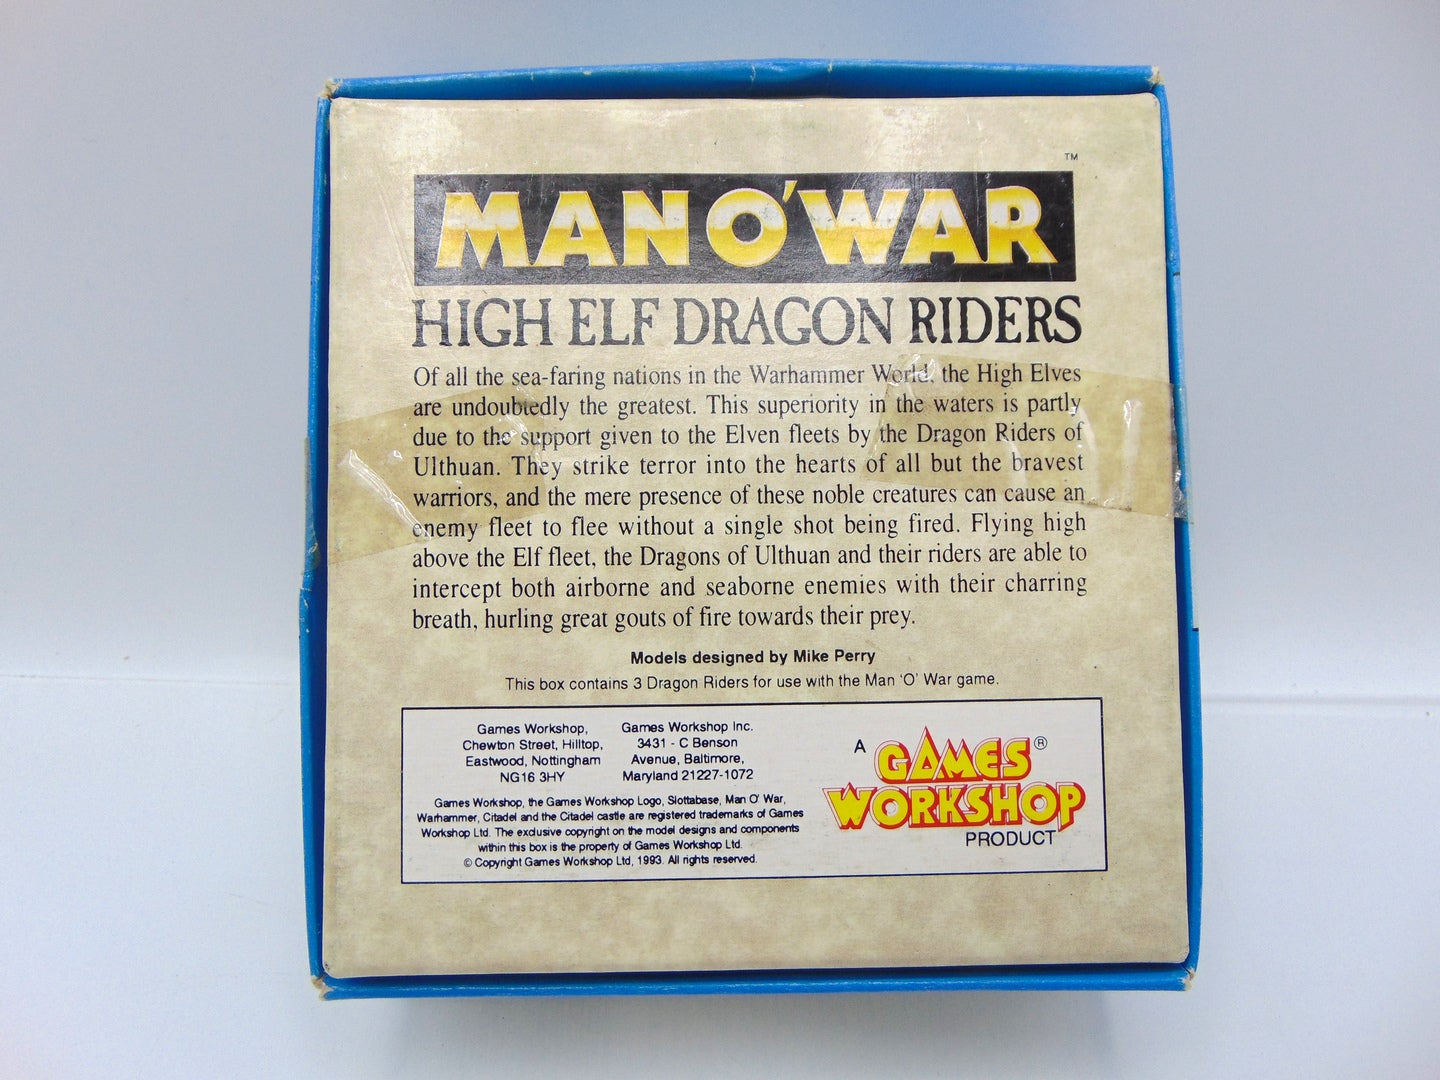 ™
MAN O'WAR
HIGH ELF DRAGON RIDERS
Of all the sea-faring nations in the Warhammer World, the High Elves
are undoubtedly the greatest. This superiority in the waters is partly
due to the support given to the Elven fleets by the Dragon Riders of
Ulthuan. They strike terror into the hearts of all but the bravest
warriors, and the mere presence of these noble creatures can cause an
enemy fleet to flee without a single shot being fired. Flying high
above the Elf fleet, the Dragons of Ulthuan and their riders are able to
intercept both airborne and seaborne enemies with their charring
breath, hurling great gouts of fire towards their prey.
Models designed by Mike Perry
This box contains 3 Dragon Riders for use with the Man 'O' War game.
Games Workshop,
Chewton Street, Hilltop,
Eastwood, Nottingham
NG16 3HY
Games Workshop Inc.
3431 - C Benson
Avenue, Baltimore,
Maryland 21227-1072
Games Workshop, the Games Workshop Logo, Slottabase, Man O' War,
Warhammer, Citadel and the Citadel castle are registered trademarks of Games
Workshop Ltd. The exclusive copyright on the model designs and components
within this box is the property of Games Workshop Ltd.
© Copyright Games Workshop Ltd, 1993. All rights reserved.
A GAMES ®
WORKSHOP
PRODUCT